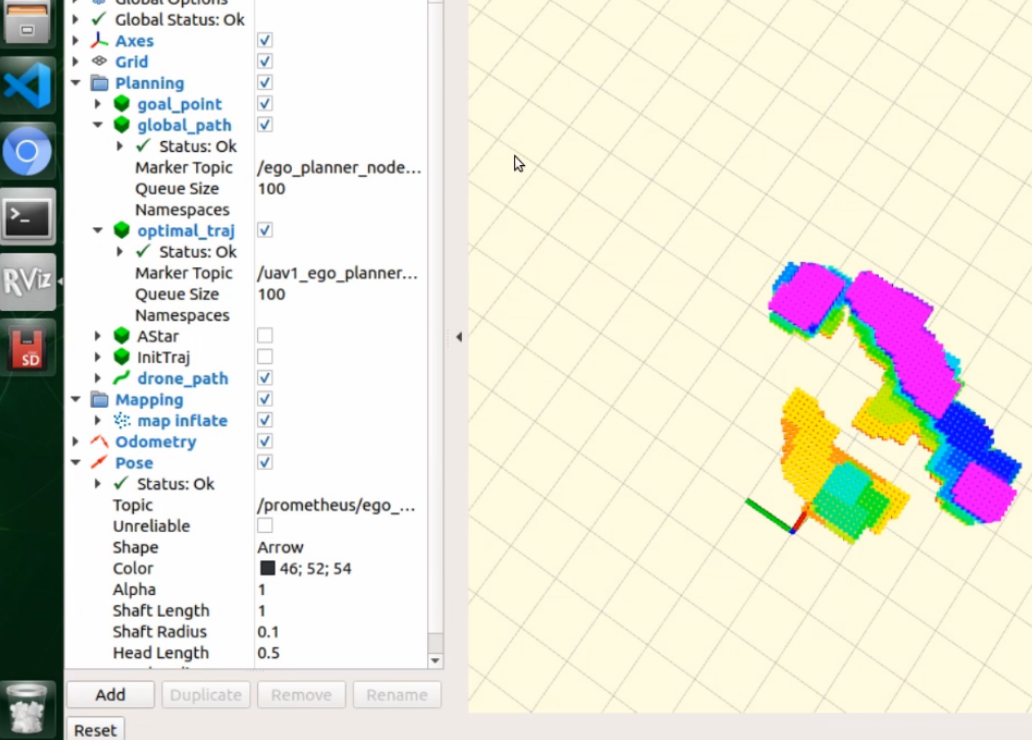 Global Options
Global Status: Ok
Axes
Grid
Planning
goal_point
global_path
Status: Ok
Marker Topic /ego_planner_node...
Queue Size 100
Namespaces
optimal_traj
Status: Ok
Marker Topic /uav1_ego_planner...
Queue Size 100
Namespaces
AStar
InitTraj
drone_path
Mapping
map inflate
Odometry
Pose
Status: Ok
Topic /prometheus/ego_...
Unreliable
Shape Arrow
Color 46; 52; 54
Alpha 1
Shaft Length 1
Shaft Radius 0.1
Head Length 0.5
Add Duplicate Remove Rename
Reset
RViz
SD